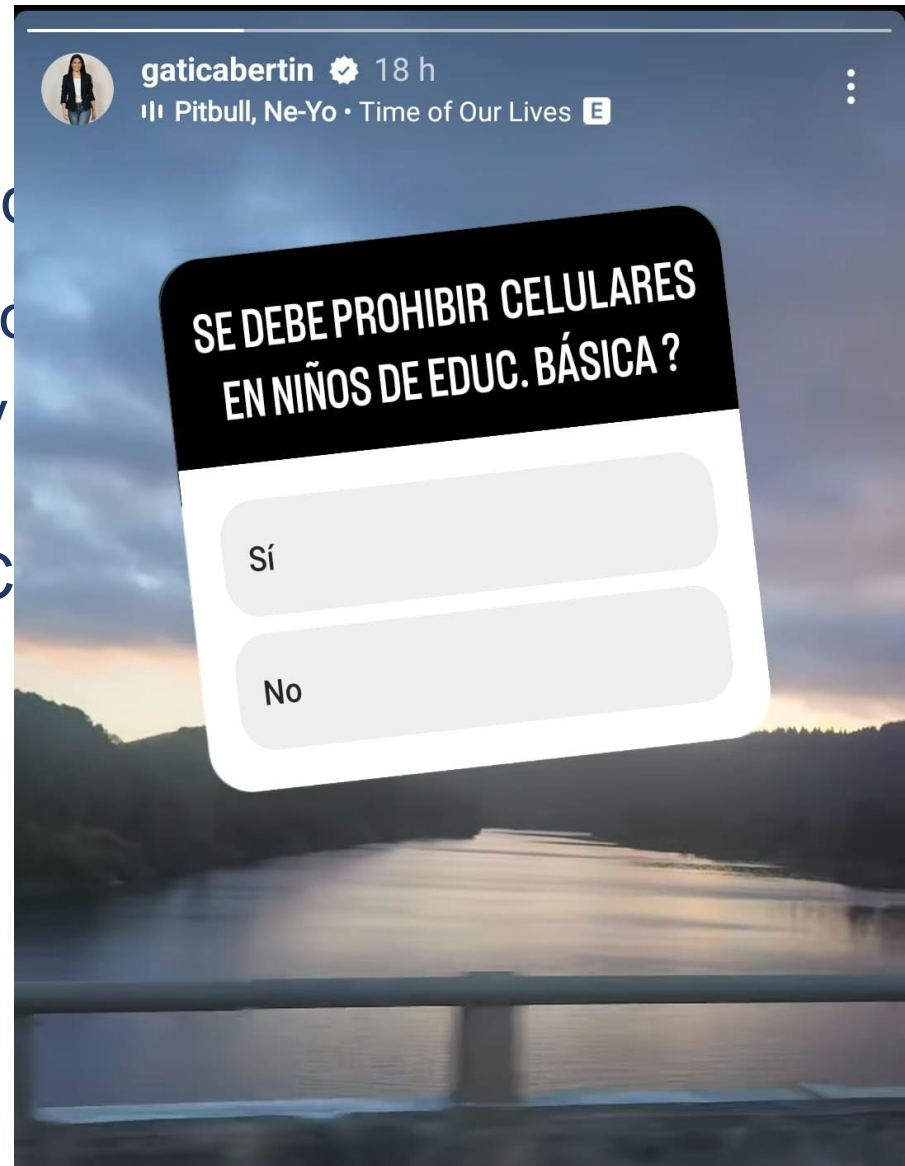 gaticabertin 18 h
Pitbull, Ne-Yo • Time of Our Lives E
SE DEBE PROHIBIR CELULARES
EN NIÑOS DE EDUC. BÁSICA ?
Sí
No